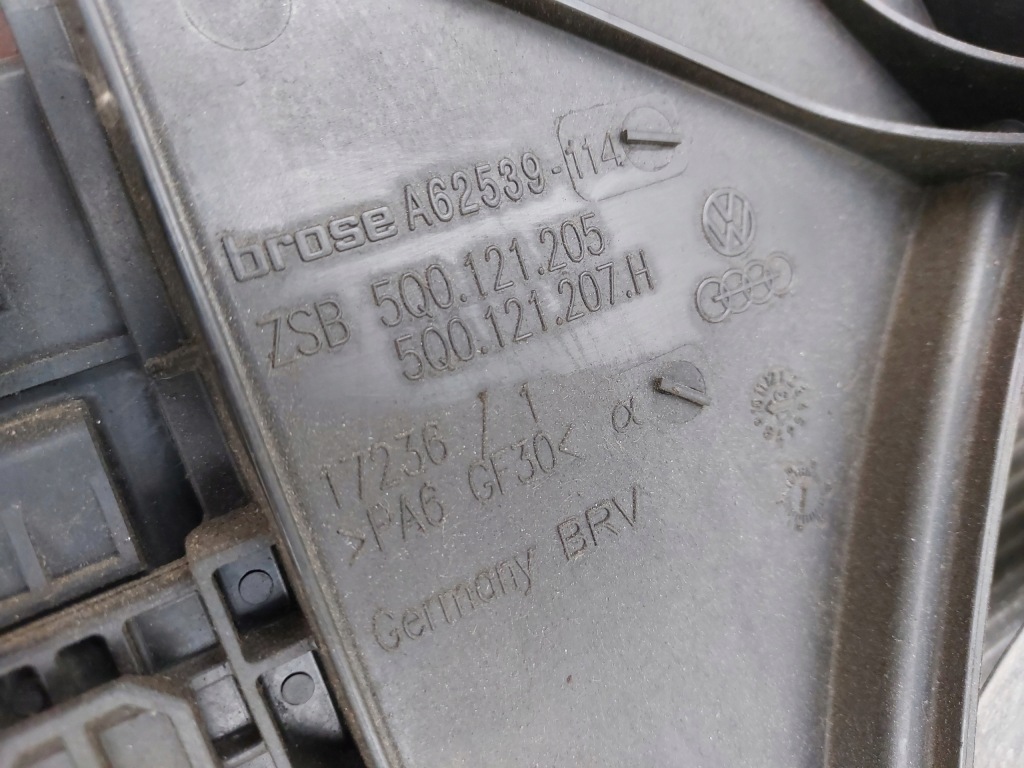 brose A62539-114
ZSB 5Q0.121.205
5Q0.121.207.H
17236 / 1
>PA6 GF30< α
Germany BRV